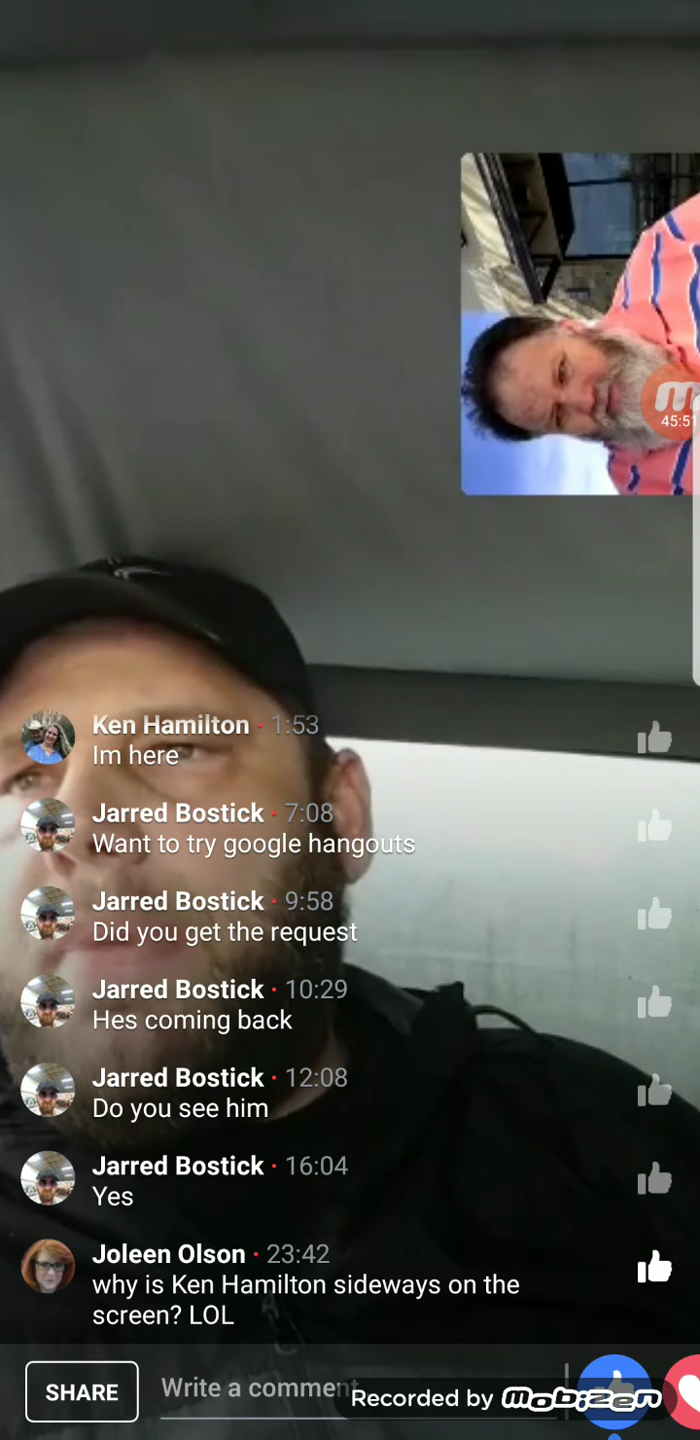 45:51
Ken Hamilton · 1:53
Im here
Jarred Bostick · 7:08
Want to try google hangouts
Jarred Bostick · 9:58
Did you get the request
Jarred Bostick · 10:29
Hes coming back
Jarred Bostick · 12:08
Do you see him
Jarred Bostick · 16:04
Yes
Joleen Olson · 23:42
why is Ken Hamilton sideways on the
screen? LOL
SHARE
Write a comment
Recorded by mobizen